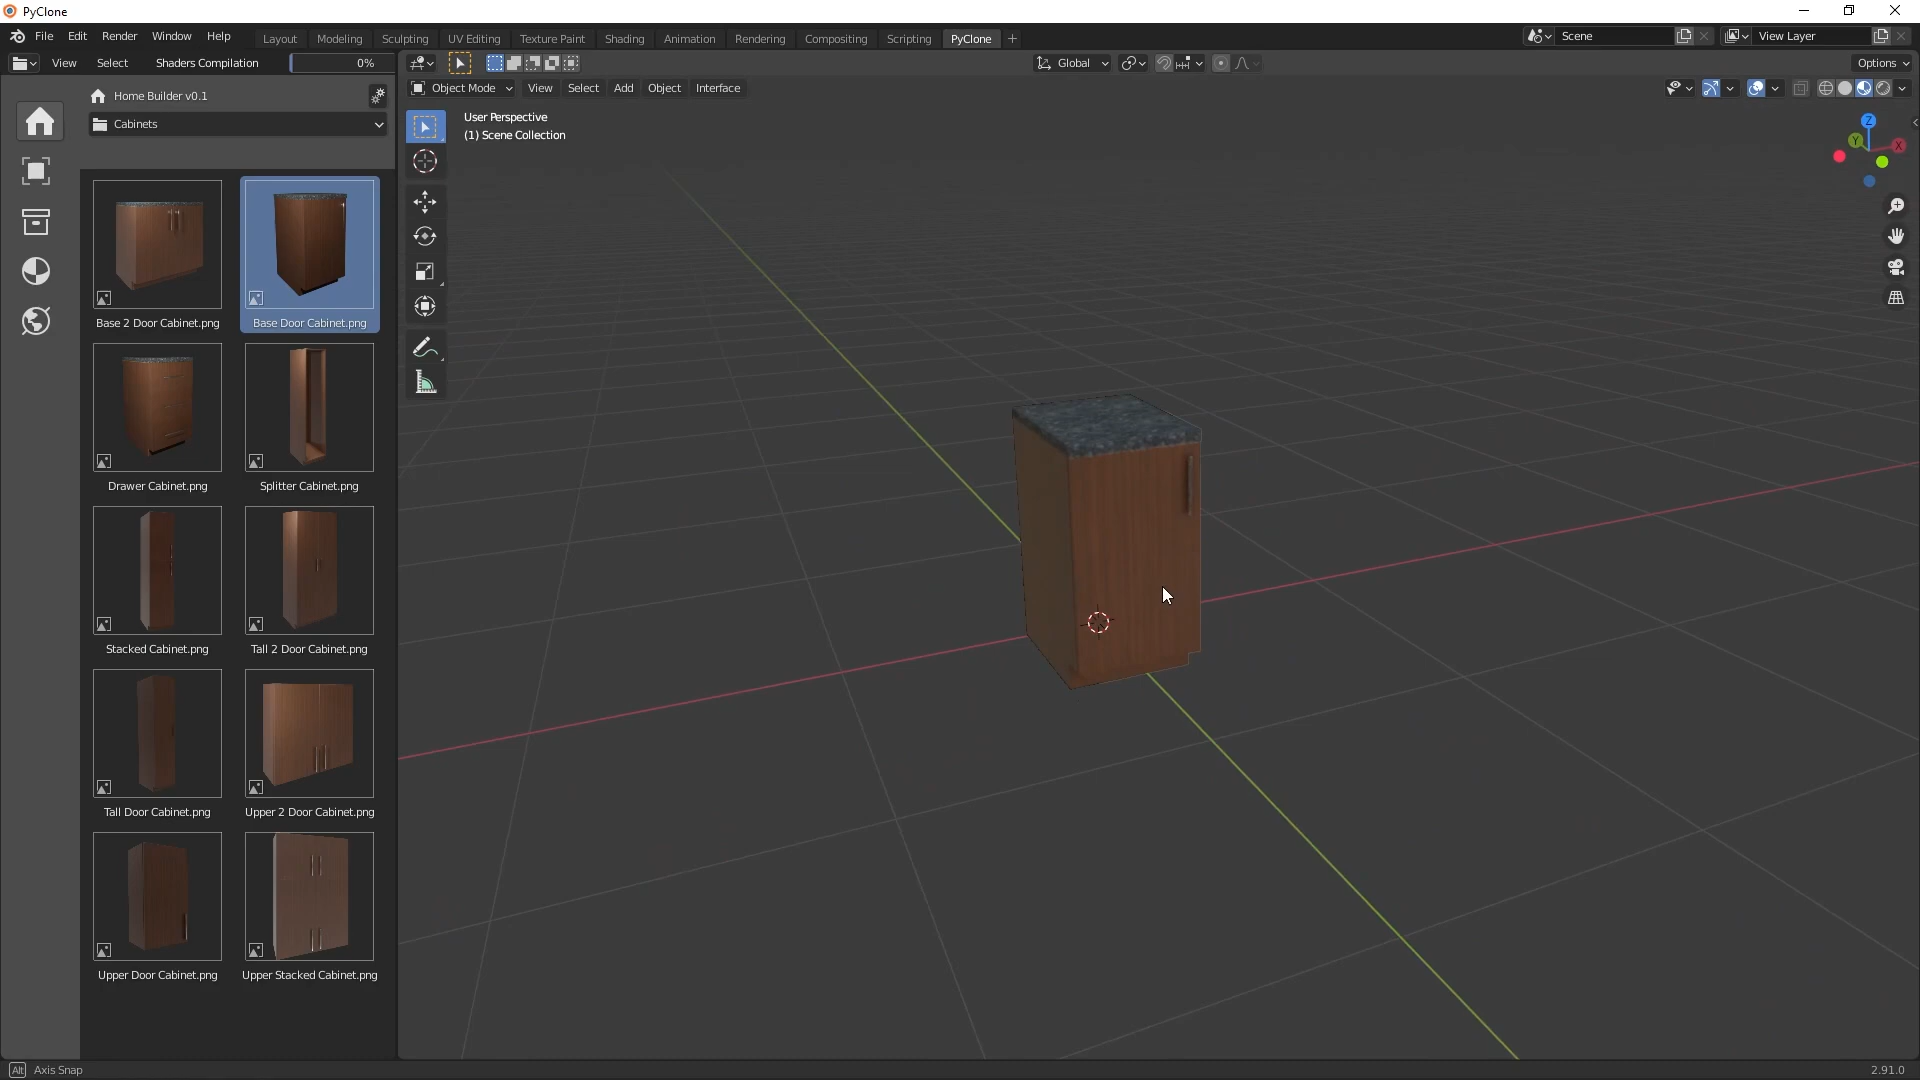 PyClone
File Edit Render Window Help Layout Modeling Sculpting UV Editing Texture Paint Shading Animation Rendering Compositing Scripting PyClone Scene View Layer
View Select Shaders Compilation 0% Global Options
Object Mode View Select Add Object Interface
Home Builder v0.1
Cabinets
User Perspective
(1) Scene Collection
Z
Y
X
Base 2 Door Cabinet.png Base Door Cabinet.png
Drawer Cabinet.png Splitter Cabinet.png
Stacked Cabinet.png Tall 2 Door Cabinet.png
Tall Door Cabinet.png Upper 2 Door Cabinet.png
Upper Door Cabinet.png Upper Stacked Cabinet.png
Alt Axis Snap 2.91.0